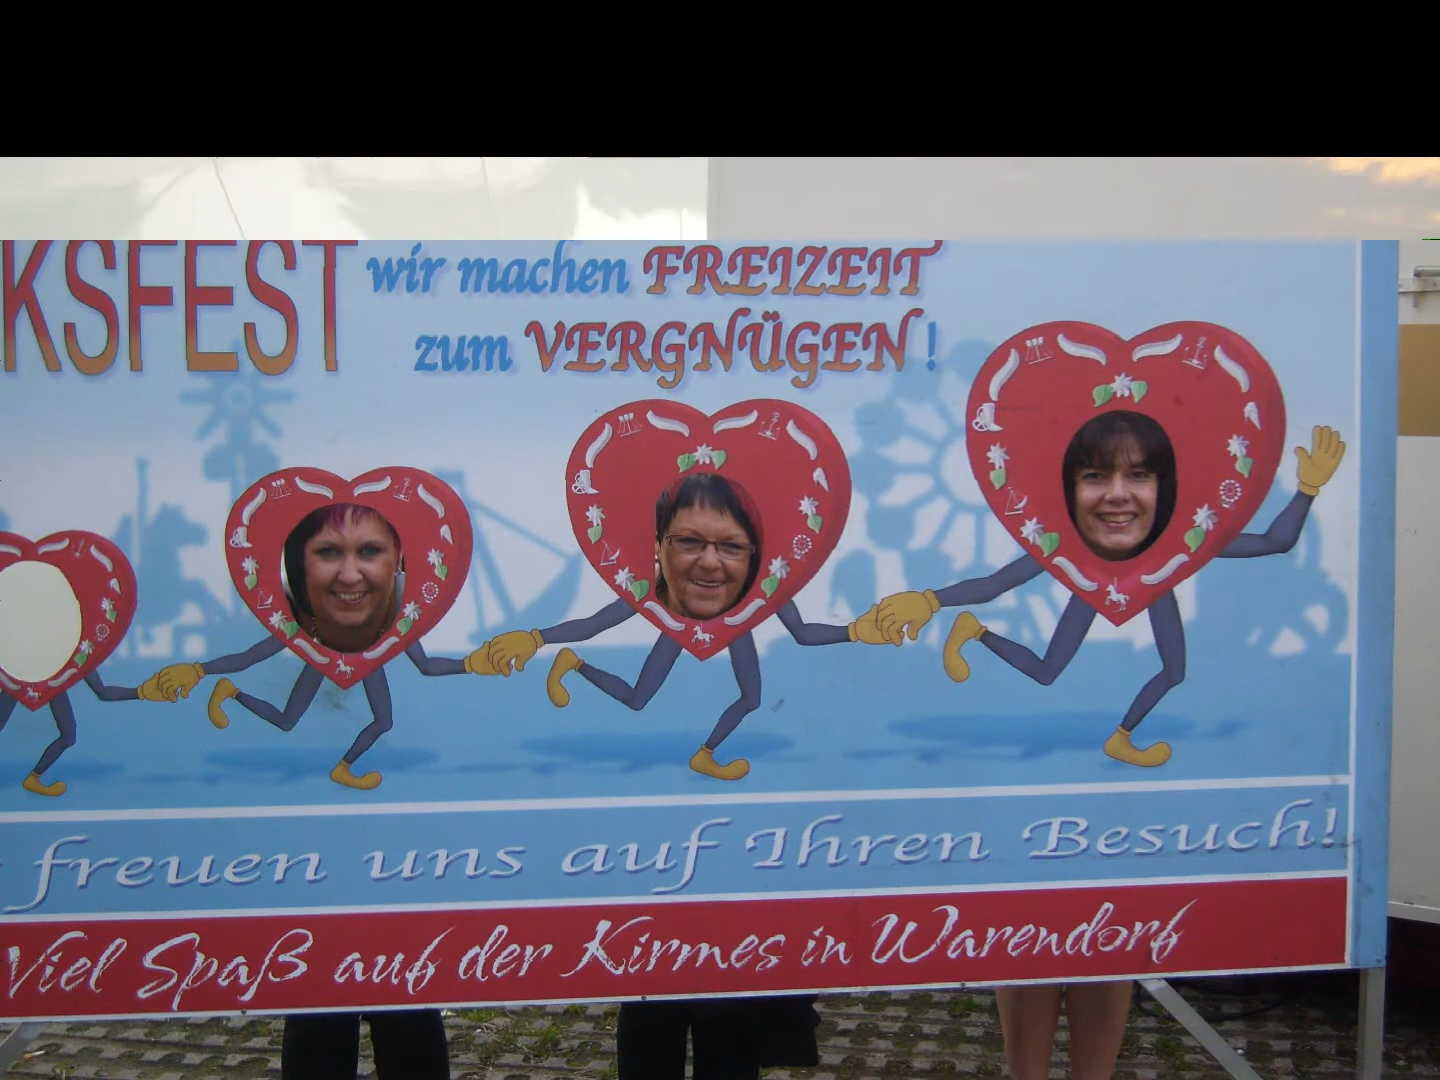 KSFEST wir machen FREIZEIT
zum VERGNÜGEN !
freuen uns auf Ihren Besuch!
Viel Spaß auf der Kirmes in Warendorf